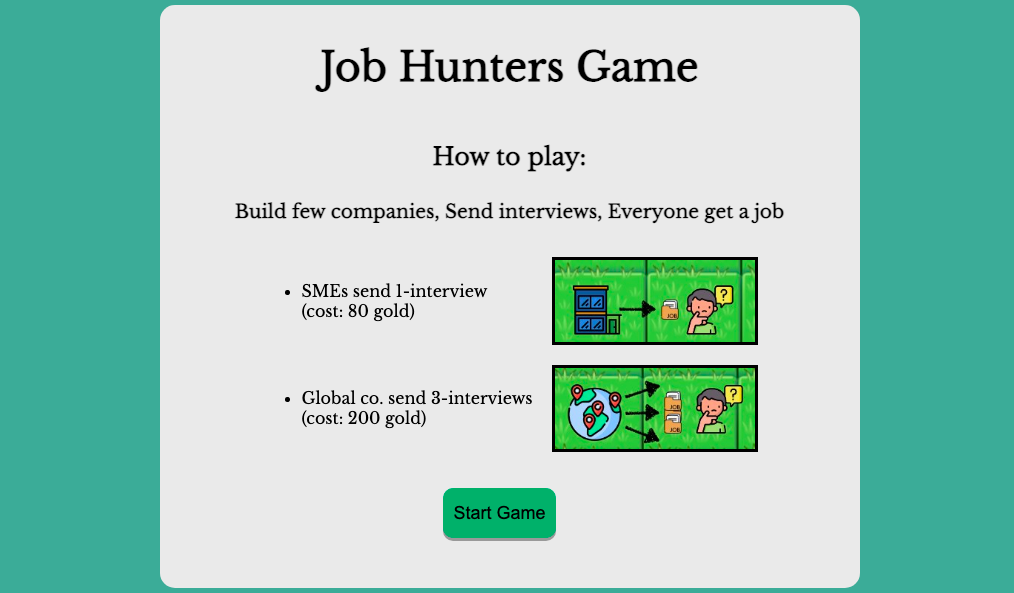 Job Hunters Game
How to play:
Build few companies, Send interviews, Everyone get a job
SMEs send 1-interview
(cost: 80 gold)
JOB
?
Global co. send 3-interviews
(cost: 200 gold)
JOB
JOB
?
Start Game